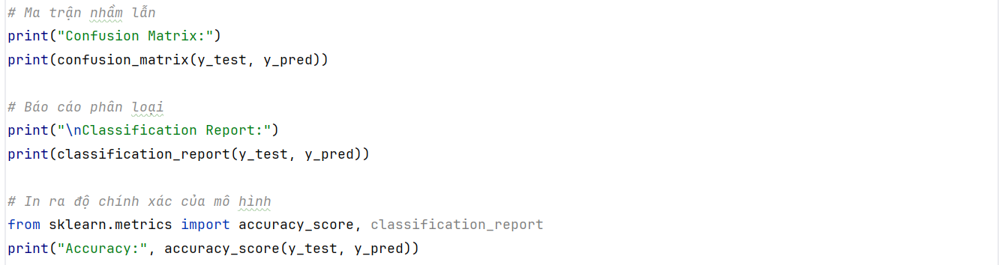 # Ma trận nhầm lẫn
print("Confusion Matrix:")
print(confusion_matrix(y_test, y_pred))
# Báo cáo phân loại
print("\nClassification Report:")
print(classification_report(y_test, y_pred))
# In ra độ chính xác của mô hình
from sklearn.metrics import accuracy_score, classification_report
print("Accuracy:", accuracy_score(y_test, y_pred))